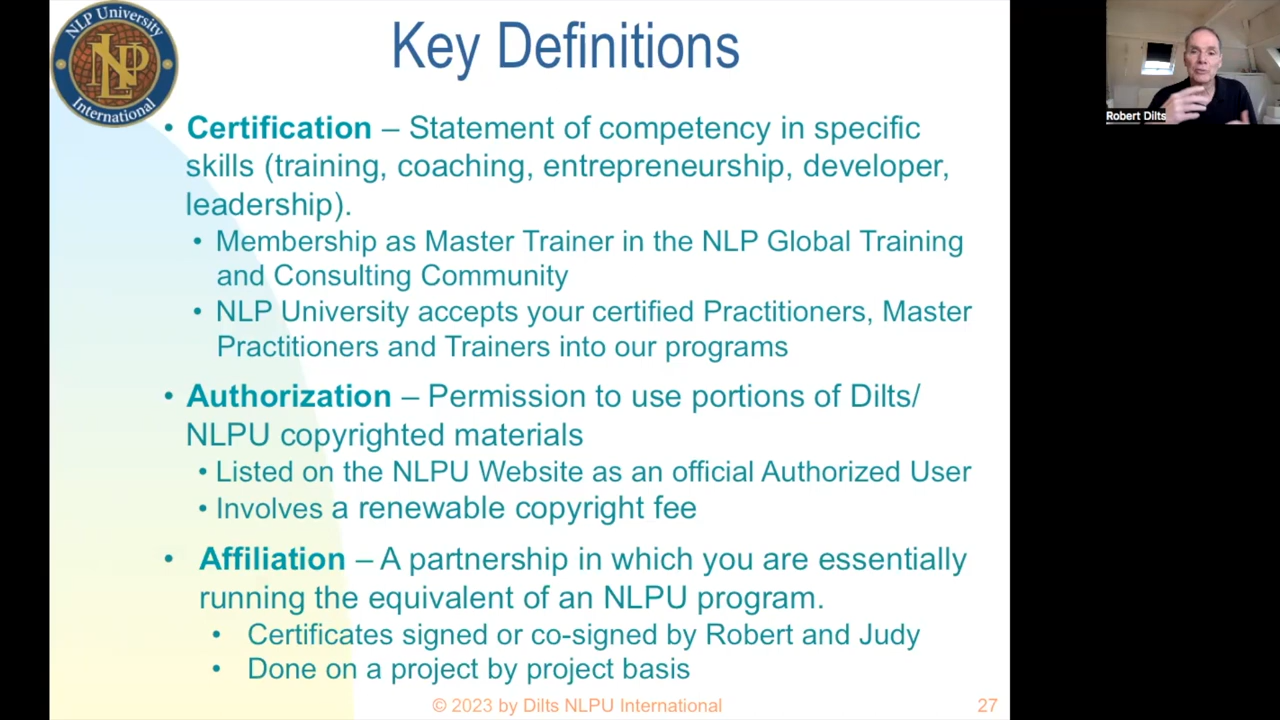 NLP University
NLP
International
Key Definitions
Robert Dilts
• Certification – Statement of competency in specific
skills (training, coaching, entrepreneurship, developer,
leadership).
• Membership as Master Trainer in the NLP Global Training
and Consulting Community
• NLP University accepts your certified Practitioners, Master
Practitioners and Trainers into our programs
• Authorization – Permission to use portions of Dilts/
NLPU copyrighted materials
• Listed on the NLPU Website as an official Authorized User
• Involves a renewable copyright fee
• Affiliation – A partnership in which you are essentially
running the equivalent of an NLPU program.
• Certificates signed or co-signed by Robert and Judy
• Done on a project by project basis
© 2023 by Dilts NLPU International
27